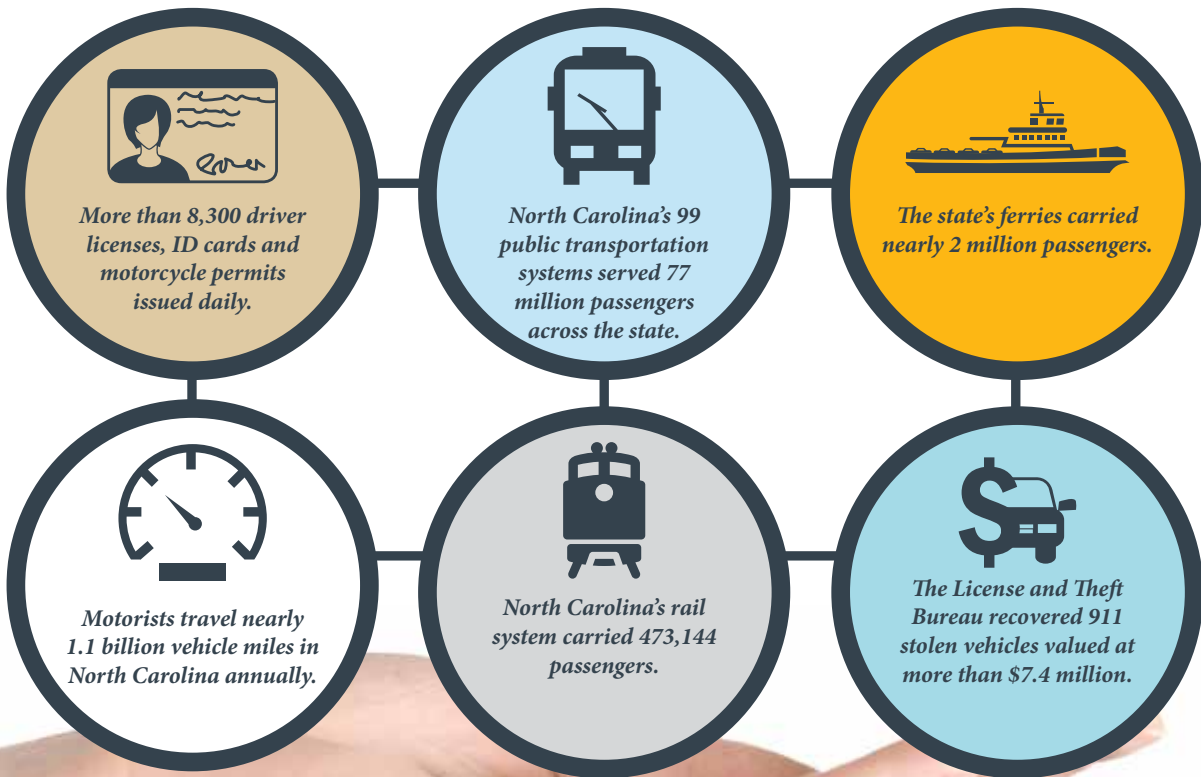 More than 8,300 driver
licenses, ID cards and
motorcycle permits
issued daily.
North Carolina’s 99
public transportation
systems served 77
million passengers
across the state.
The state’s ferries carried
nearly 2 million passengers.
Motorists travel nearly
1.1 billion vehicle miles in
North Carolina annually.
North Carolina’s rail
system carried 473,144
passengers.
The License and Theft
Bureau recovered 911
stolen vehicles valued at
more than $7.4 million.